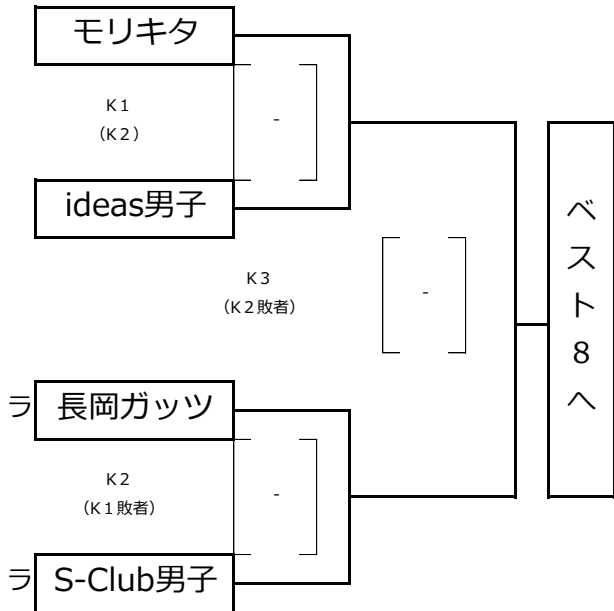 モリキタ
K1
(K2)
-
ideas男子
K3
(K2敗者)
-
ベスト8へ
ラ 長岡ガッツ
K2
(K1敗者)
-
ラ S-Club男子